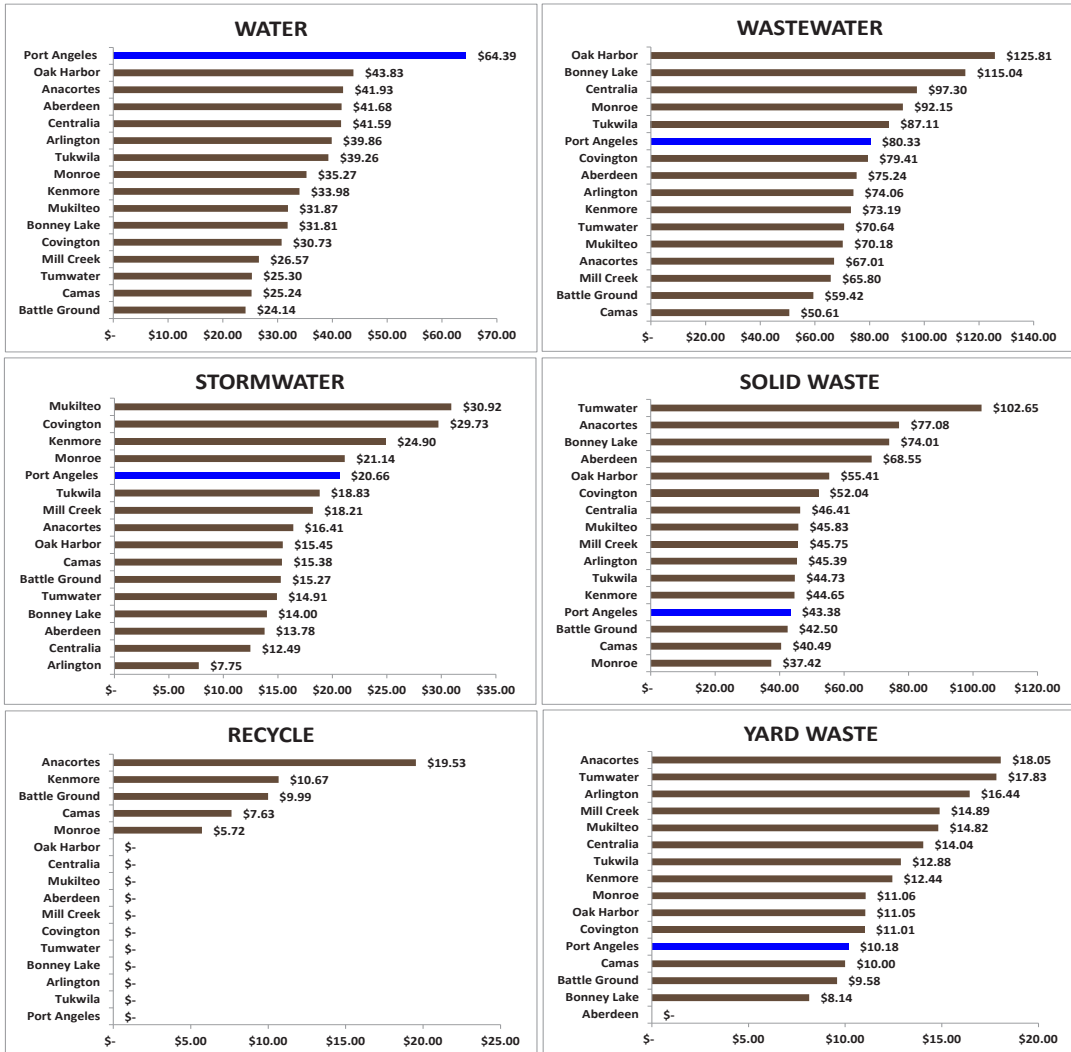 WATER
Port Angeles $64.39
Oak Harbor $43.83
Anacortes $41.93
Aberdeen $41.68
Centralia $41.59
Arlington $39.86
Tukwila $39.26
Monroe $35.27
Kenmore $33.98
Mukilteo $31.87
Bonney Lake $31.81
Covington $30.73
Mill Creek $26.57
Tumwater $25.30
Camas $25.24
Battle Ground $24.14
$- $10.00 $20.00 $30.00 $40.00 $50.00 $60.00 $70.00
WASTEWATER
Oak Harbor $125.81
Bonney Lake $115.04
Centralia $97.30
Monroe $92.15
Tukwila $87.11
Port Angeles $80.33
Covington $79.41
Aberdeen $75.24
Arlington $74.06
Kenmore $73.19
Tumwater $70.64
Mukilteo $70.18
Anacortes $67.01
Mill Creek $65.80
Battle Ground $59.42
Camas $50.61
$- $20.00 $40.00 $60.00 $80.00 $100.00 $120.00 $140.00
STORMWATER
Mukilteo $30.92
Covington $29.73
Kenmore $24.90
Monroe $21.14
Port Angeles $20.66
Tukwila $18.83
Mill Creek $18.21
Anacortes $16.41
Oak Harbor $15.45
Camas $15.38
Battle Ground $15.27
Tumwater $14.91
Bonney Lake $14.00
Aberdeen $13.78
Centralia $12.49
Arlington $7.75
$- $5.00 $10.00 $15.00 $20.00 $25.00 $30.00 $35.00
SOLID WASTE
Tumwater $102.65
Anacortes $77.08
Bonney Lake $74.01
Aberdeen $68.55
Oak Harbor $55.41
Covington $52.04
Centralia $46.41
Mukilteo $45.83
Mill Creek $45.75
Arlington $45.39
Tukwila $44.73
Kenmore $44.65
Port Angeles $43.38
Battle Ground $42.50
Camas $40.49
Monroe $37.42
$- $20.00 $40.00 $60.00 $80.00 $100.00 $120.00
RECYCLE
Anacortes $19.53
Kenmore $10.67
Battle Ground $9.99
Camas $7.63
Monroe $5.72
Oak Harbor $-
Centralia $-
Mukilteo $-
Aberdeen $-
Mill Creek $-
Covington $-
Tumwater $-
Bonney Lake $-
Arlington $-
Tukwila $-
Port Angeles $-
$- $5.00 $10.00 $15.00 $20.00 $25.00
YARD WASTE
Anacortes $18.05
Tumwater $17.83
Arlington $16.44
Mill Creek $14.89
Mukilteo $14.82
Centralia $14.04
Tukwila $12.88
Kenmore $12.44
Monroe $11.06
Oak Harbor $11.05
Covington $11.01
Port Angeles $10.18
Camas $10.00
Battle Ground $9.58
Bonney Lake $8.14
Aberdeen $-
$- $5.00 $10.00 $15.00 $20.00